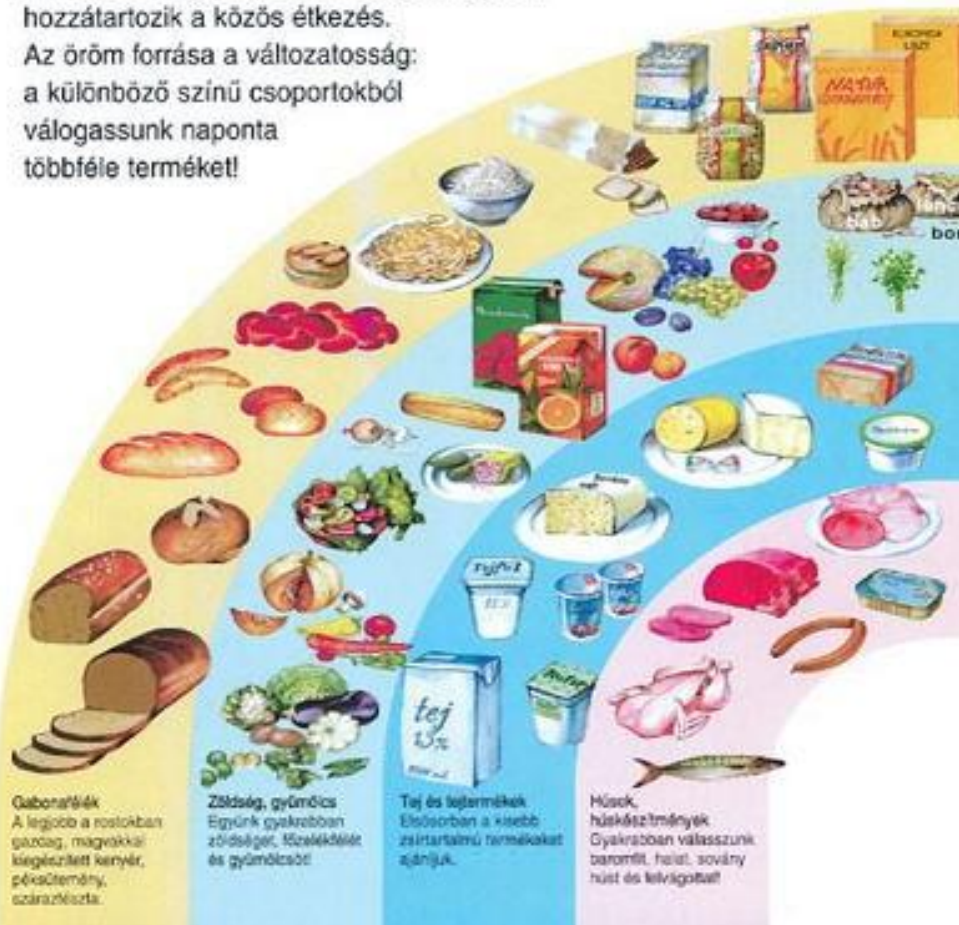 hozzátartozik a közös étkezés.
Az öröm forrása a változatosság:
a különböző színű csoportokból
válogassunk naponta
többféle terméket!
LISZT
NATUR
bab
tej
1,5%
Gabonafélék
A legjobb a rostokban
gazdag, magvakkal
kiegészített kenyér,
péksütemény,
száraztészta.
Zöldség, gyümölcs
Együnk gyakrabban
zöldséget, főzelékfélét
és gyümölcsöt!
Tej és tejtermékek
Elsősorban a kisebb
zsírtartalmú termékeket
ajánljuk.
Húsok,
húskészítmények
Gyakrabban válasszunk
baromfit, halat, sovány
húst és felvágottat!